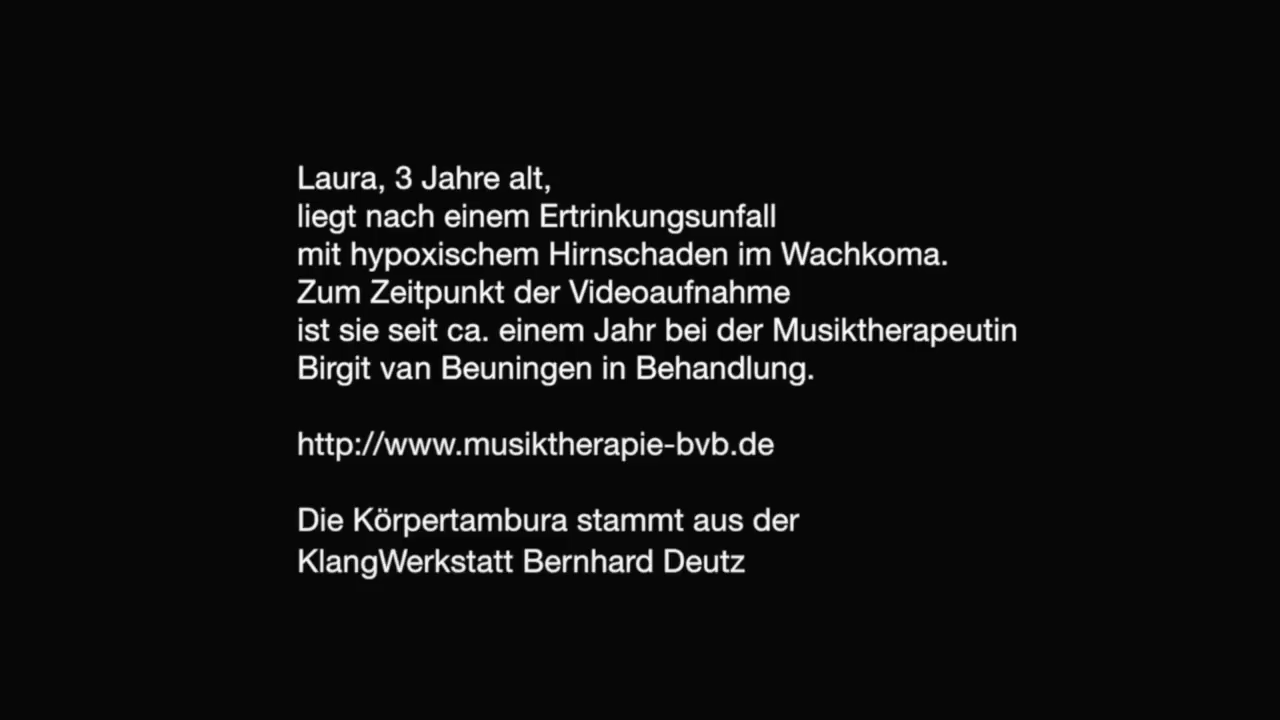 Laura, 3 Jahre alt,
liegt nach einem Ertrinkungsunfall
mit hypoxischem Hirnschaden im Wachkoma.
Zum Zeitpunkt der Videoaufnahme
ist sie seit ca. einem Jahr bei der Musiktherapeutin
Birgit van Beuningen in Behandlung.
http://www.musiktherapie-bvb.de
Die Körpertambura stammt aus der
KlangWerkstatt Bernhard Deutz